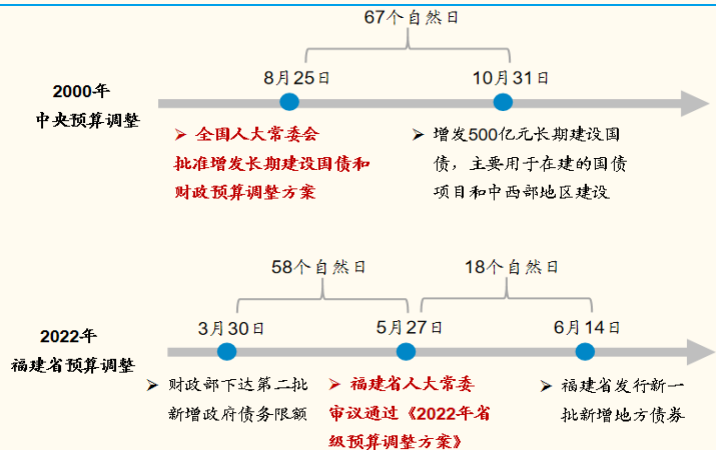 67个自然日
8月25日
10月31日
2000年
中央预算调整
➢ 全国人大常委会
批准增发长期建设国债和
财政预算调整方案
➢ 增发500亿元长期建设国
债，主要用于在建的国债
项目和中西部地区建设
58个自然日
18个自然日
3月30日
5月27日
6月14日
2022年
福建省预算调整
➢ 财政部下达第二批
新增政府债务限额
➢ 福建省人大常委
审议通过《2022年省
级预算调整方案》
➢ 福建省发行新一
批新增地方债券